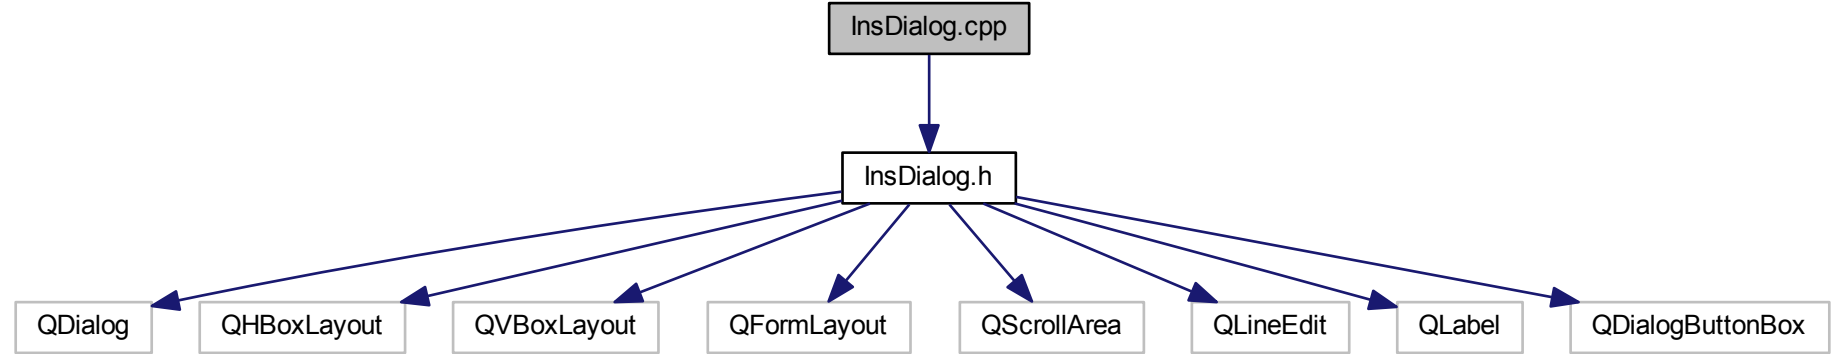 InsDialog.cpp
InsDialog.h
QDialog
QHBoxLayout
QVBoxLayout
QFormLayout
QScrollArea
QLineEdit
QLabel
QDialogButtonBox